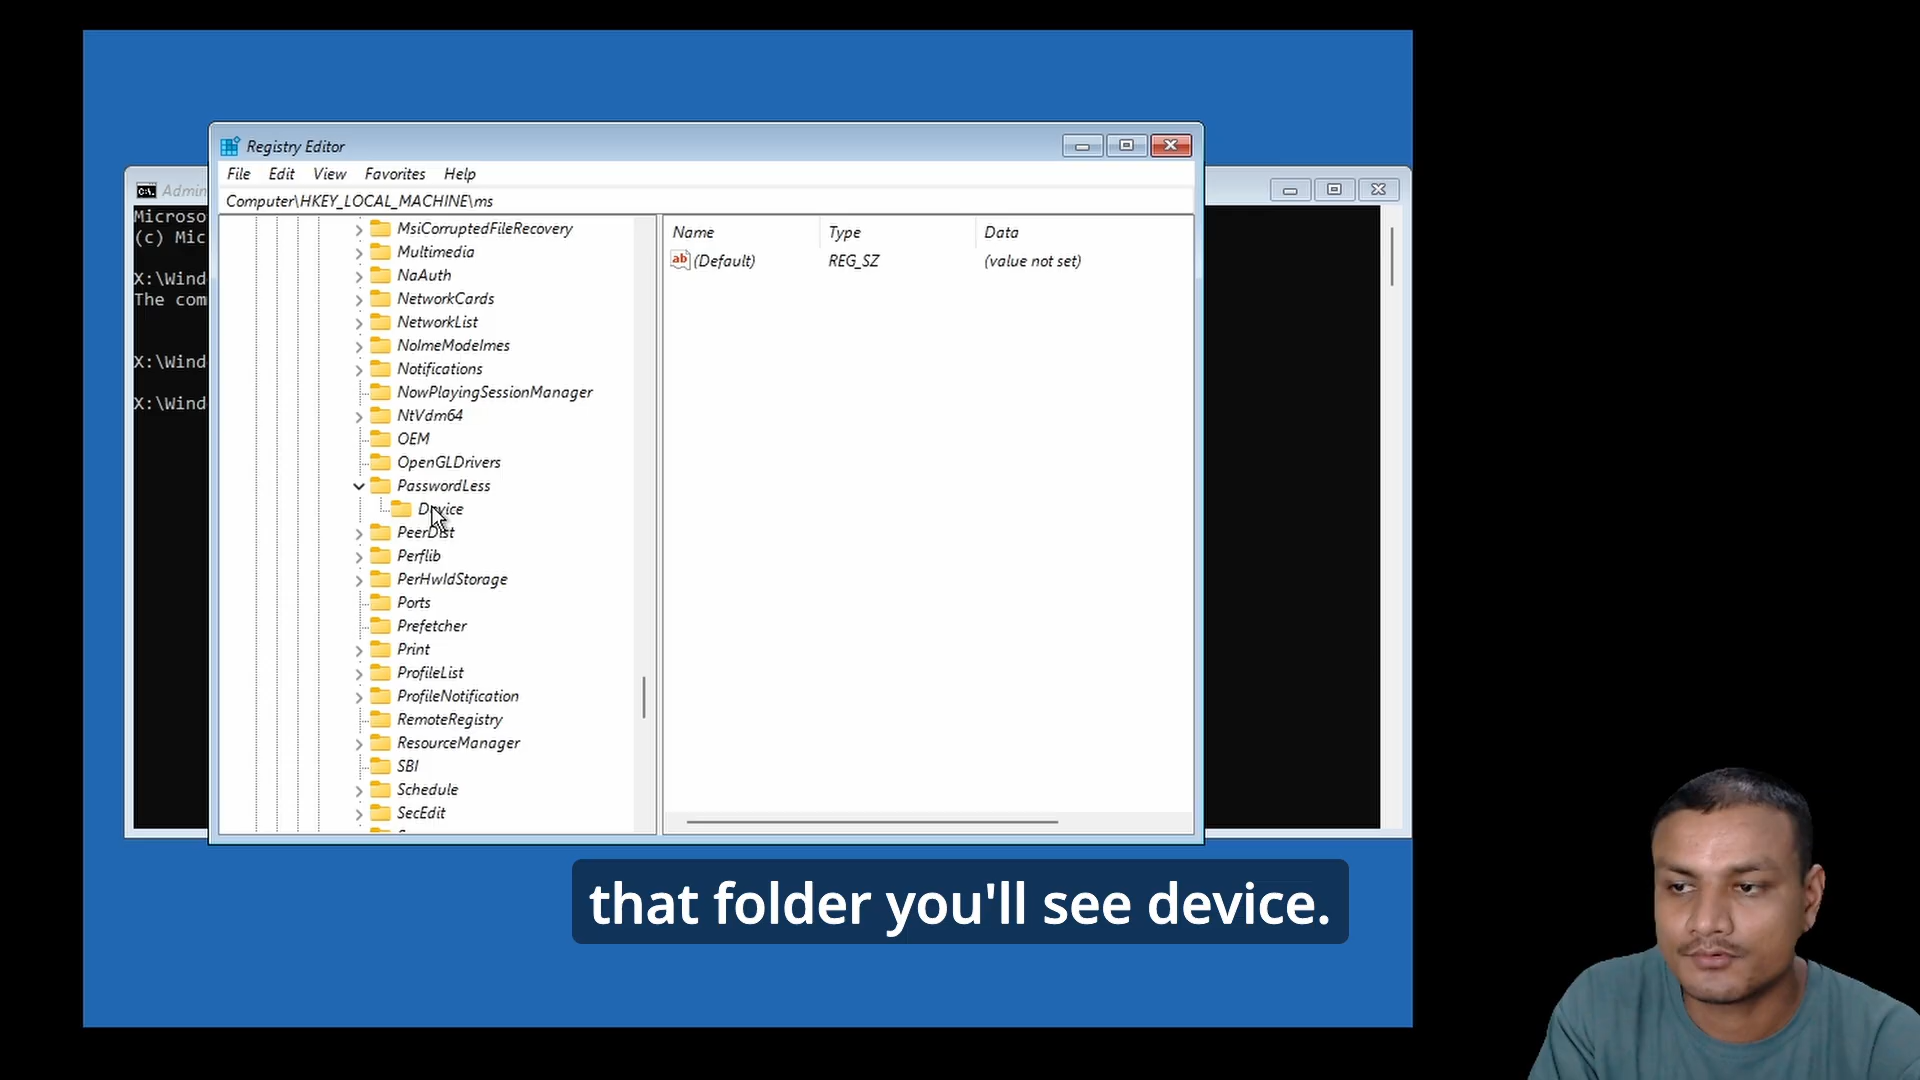 Registry Editor
File Edit View Favorites Help
Computer\HKEY_LOCAL_MACHINE\ms
Admin
Microso
(c) Mic
X:\Wind
The com
X:\Wind
X:\Wind
MsiCorruptedFileRecovery
Multimedia
NaAuth
NetworkCards
NetworkList
NoImeModeImes
Notifications
NowPlayingSessionManager
NtVdm64
OEM
OpenGLDrivers
PasswordLess
Device
PeerDist
Perflib
PerHwIdStorage
Ports
Prefetcher
Print
ProfileList
ProfileNotification
RemoteRegistry
ResourceManager
SBI
Schedule
SecEdit
Name Type Data
(Default) REG_SZ (value not set)
that folder you'll see device.